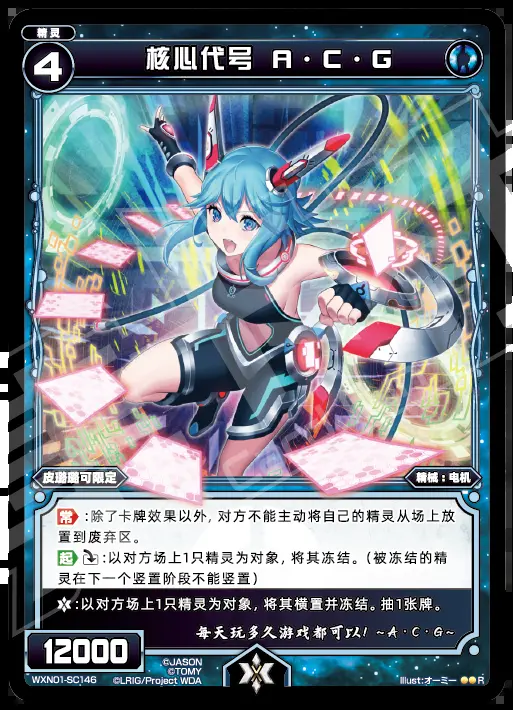 精灵
4
核心代号 A·C·G
皮璐璐可限定
精械：电机
常:除了卡牌效果以外，对方不能主动将自己的精灵从场上放
置到废弃区。
起:以对方场上1只精灵为对象，将其冻结。（被冻结的精
灵在下一个竖置阶段不能竖置）
:以对方场上1只精灵为对象，将其横置并冻结。抽1张牌。
每天玩多久游戏都可以! ~A·C·G~
12000
©JASON
©TOMY
WXN01-SC146 ©LRIG/Project WDA
Illust:オーミー R